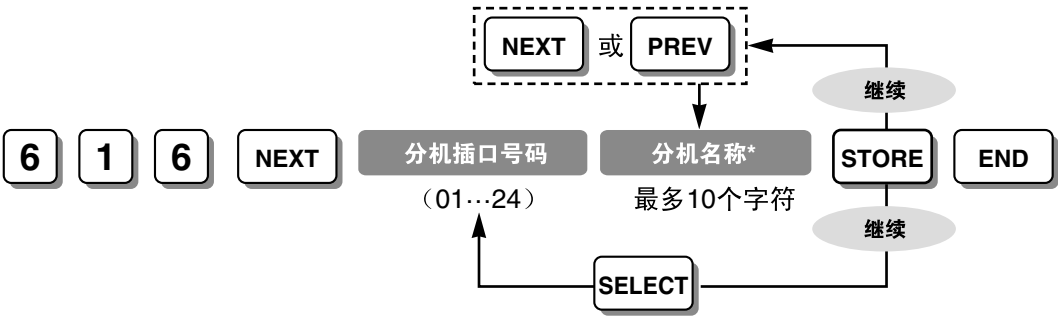 NEXT 或 PREV
继续
6 1 6 NEXT 分机插口号码 分机名称* STORE END
（01…24） 最多10个字符
继续
SELECT